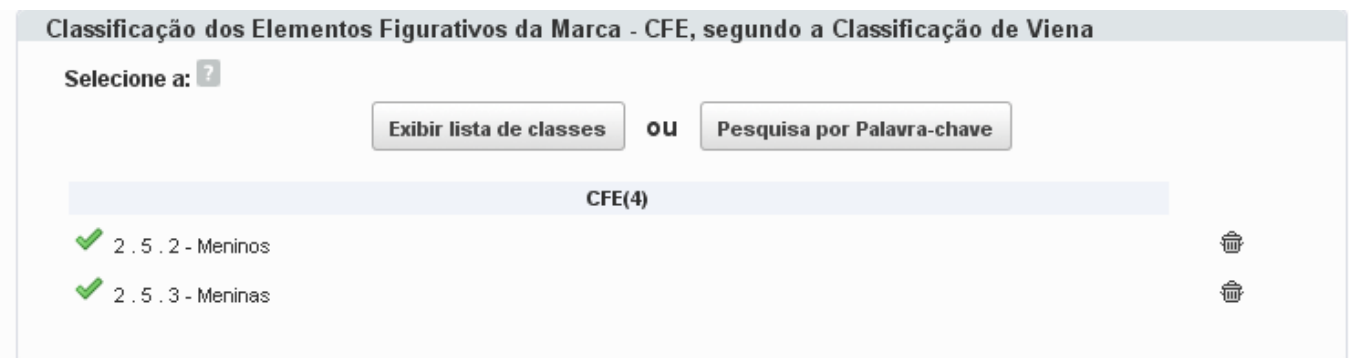 Classificação dos Elementos Figurativos da Marca - CFE, segundo a Classificação de Viena
Selecione a: ?
Exibir lista de classes ou Pesquisa por Palavra-chave
CFE(4)
2 . 5 . 2 - Meninos
2 . 5 . 3 - Meninas